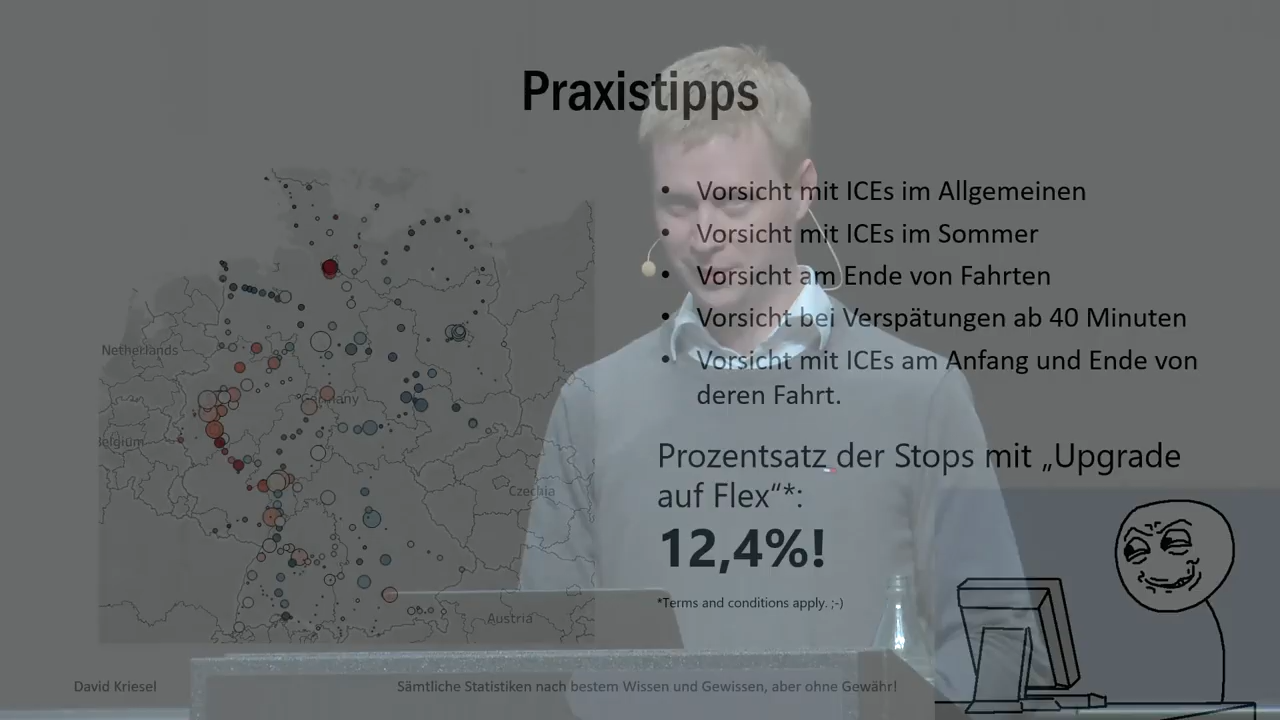 Praxistipps
• Vorsicht mit ICEs im Allgemeinen
• Vorsicht mit ICEs im Sommer
• Vorsicht am Ende von Fahrten
• Vorsicht bei Verspätungen ab 40 Minuten
• Vorsicht mit ICEs am Anfang und Ende von
deren Fahrt.
Prozentsatz der Stops mit „Upgrade
auf Flex“*:
12,4%!
*Terms and conditions apply. ;-)
Netherlands
Germany
elgium
Czechia
Austria
David Kriesel
Sämtliche Statistiken nach bestem Wissen und Gewissen, aber ohne Gewähr!